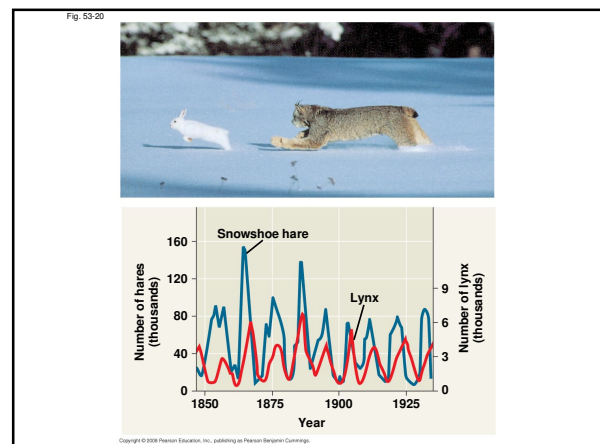 Fig. 53-20
Snowshoe hare
Lynx
160
120
80
40
0
Number of hares
(thousands)
9
6
3
0
Number of lynx
(thousands)
1850 1875 1900 1925
Year
Copyright © 2008 Pearson Education, Inc., publishing as Pearson Benjamin Cummings.